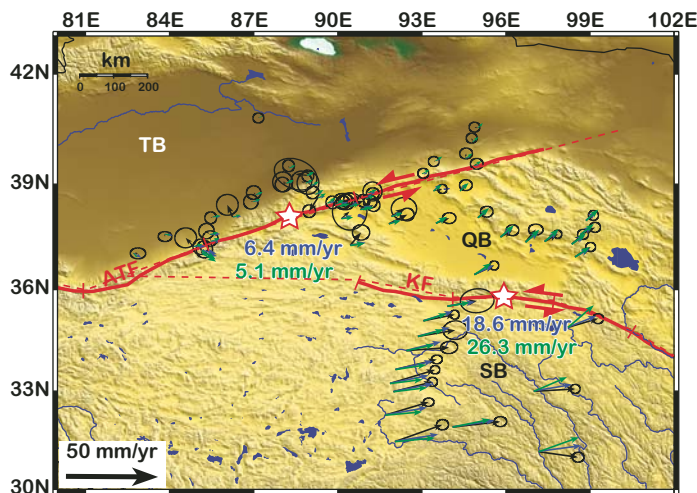 81E 84E 87E 90E 93E 96E 99E 102E
42N
km
0 100 200
TB
39N
QB
6.4 mm/yr
ATF
5.1 mm/yr
36N
KF
18.6 mm/yr
26.3 mm/yr
SB
33N
50 mm/yr
30N